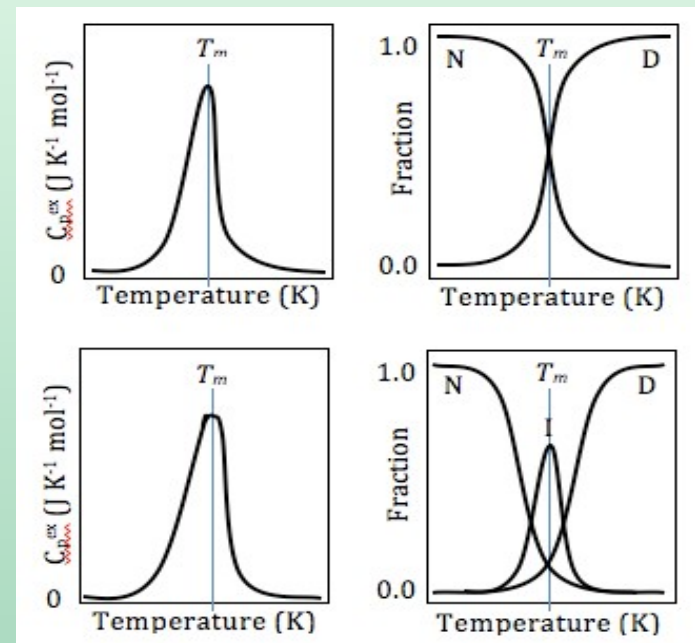 Tm
Cpex (J K-1 mol-1)
0
Temperature (K)
1.0
N
Tm
D
Fraction
0.0
Temperature (K)
Tm
Cpex (J K-1 mol-1)
0
Temperature (K)
1.0
N
Tm
D
I
Fraction
0.0
Temperature (K)